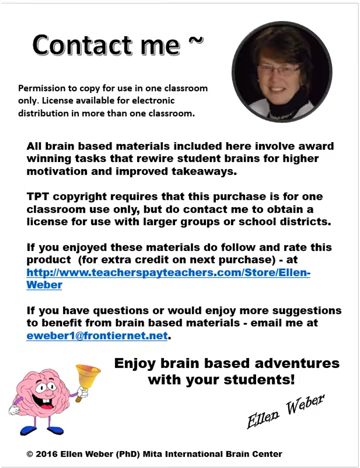 Contact me ~
Permission to copy for use in one classroom
only. License available for electronic
distribution in more than one classroom.
All brain based materials included here involve award
winning tasks that rewire student brains for higher
motivation and improved takeaways.
TPT copyright requires that this purchase is for one
classroom use only, but do contact me to obtain a
license for use with larger groups or school districts.
If you enjoyed these materials do follow and rate this
product (for extra credit on next purchase) - at
http://www.teacherspayteachers.com/Store/Ellen-
Weber
If you have questions or would enjoy more suggestions
to benefit from brain based materials - email me at
eweber1@frontiernet.net.
Enjoy brain based adventures
with your students!
Ellen Weber
© 2016 Ellen Weber (PhD) Mita International Brain Center